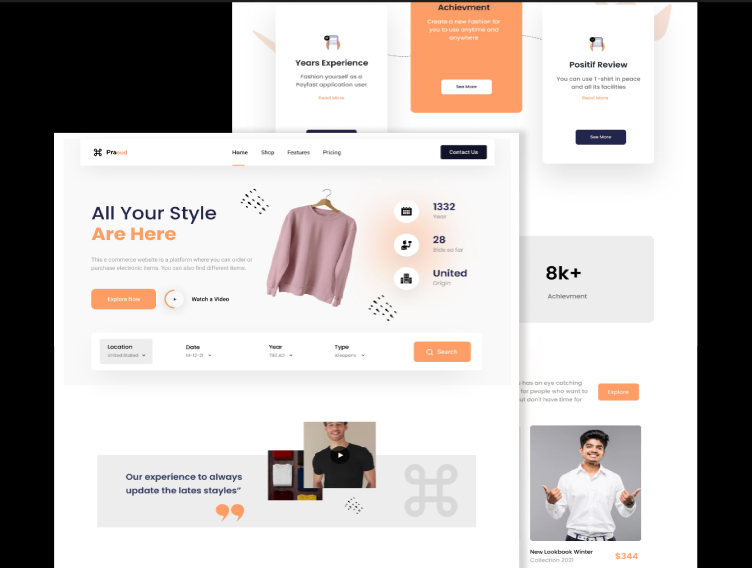 Achievment
Create a new Fashion for
you to use anytime and
anywhere
See More
Years Experience
Fashion yourself as a
Payfast application user
Read More
Positif Review
You can use T-shirt in peace
and all its facilities
Read More
See More
Praoud
Home
Shop
Features
Pricing
Contact Us
All Your Style
Are Here
This e commerce website is a platform where you can order or
purchase electronic items. You can also find different items.
Explore Now
Watch a Video
1332
Year
28
Ride so far
United
Origin
Location
United Stated
Date
14-12-21
Year
782 AD
Type
Weapons
Search
8k+
Achievment
has an eye catching
for people who want to
but don't have time for
Explore
Our experience to always
update the lates stayles”
New Lookbook Winter
Collection 2021
$344